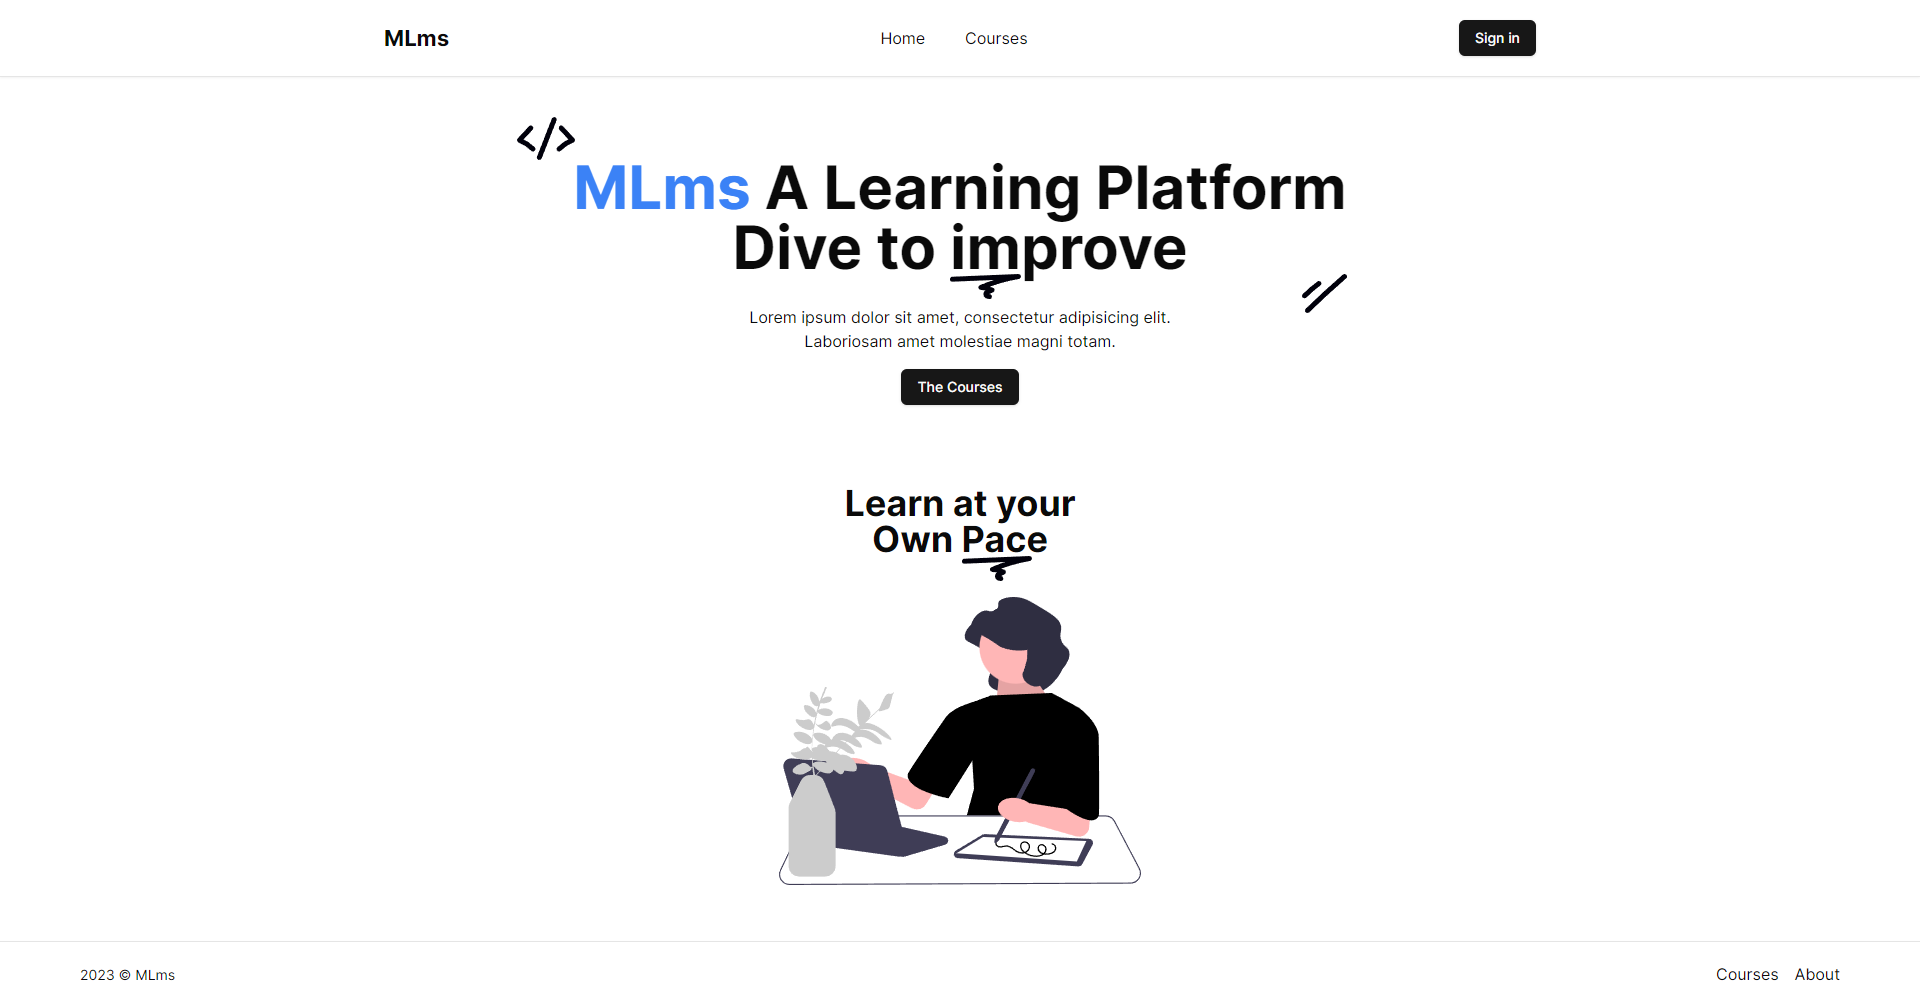 MLms
Home
Courses
Sign in
MLms A Learning Platform
Dive to improve
Lorem ipsum dolor sit amet, consectetur adipisicing elit.
Laboriosam amet molestiae magni totam.
The Courses
Learn at your
Own Pace
2023 © MLms
Courses
About